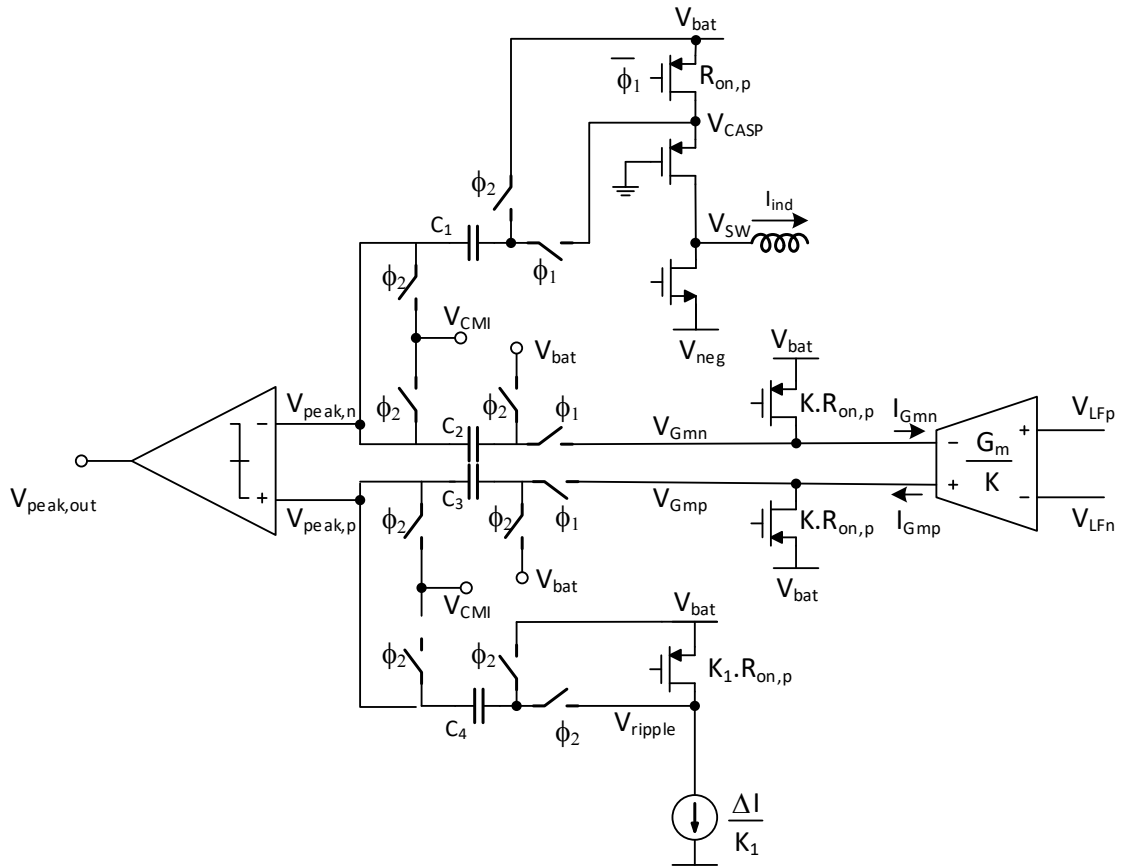 V_bat
ϕ̅₁
R_on,p
V_CASP
ϕ₂
I_ind
C₁
V_SW
ϕ₁
ϕ₂
V_CMI
V_neg
V_bat
V_bat
V_peak,n
ϕ₂
ϕ₂
ϕ₁
K.R_on,p
C₂
V_Gmn
I_Gmn
V_LFp
−
−
+
G_m
K
+
+
−
V_peak,out
C₃
V_peak,p
ϕ₂
ϕ₂
ϕ₁
V_Gmp
K.R_on,p
I_Gmp
V_LFn
V_bat
V_CMI
V_bat
V_bat
ϕ₂
ϕ₂
K₁.R_on,p
C₄
ϕ₂
V_ripple
ΔI
K₁